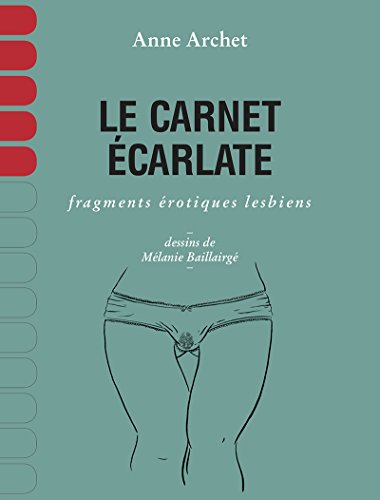 Anne Archet
LE CARNET
ÉCARLATE
fragments érotiques lesbiens
dessins de
Mélanie Baillairgé